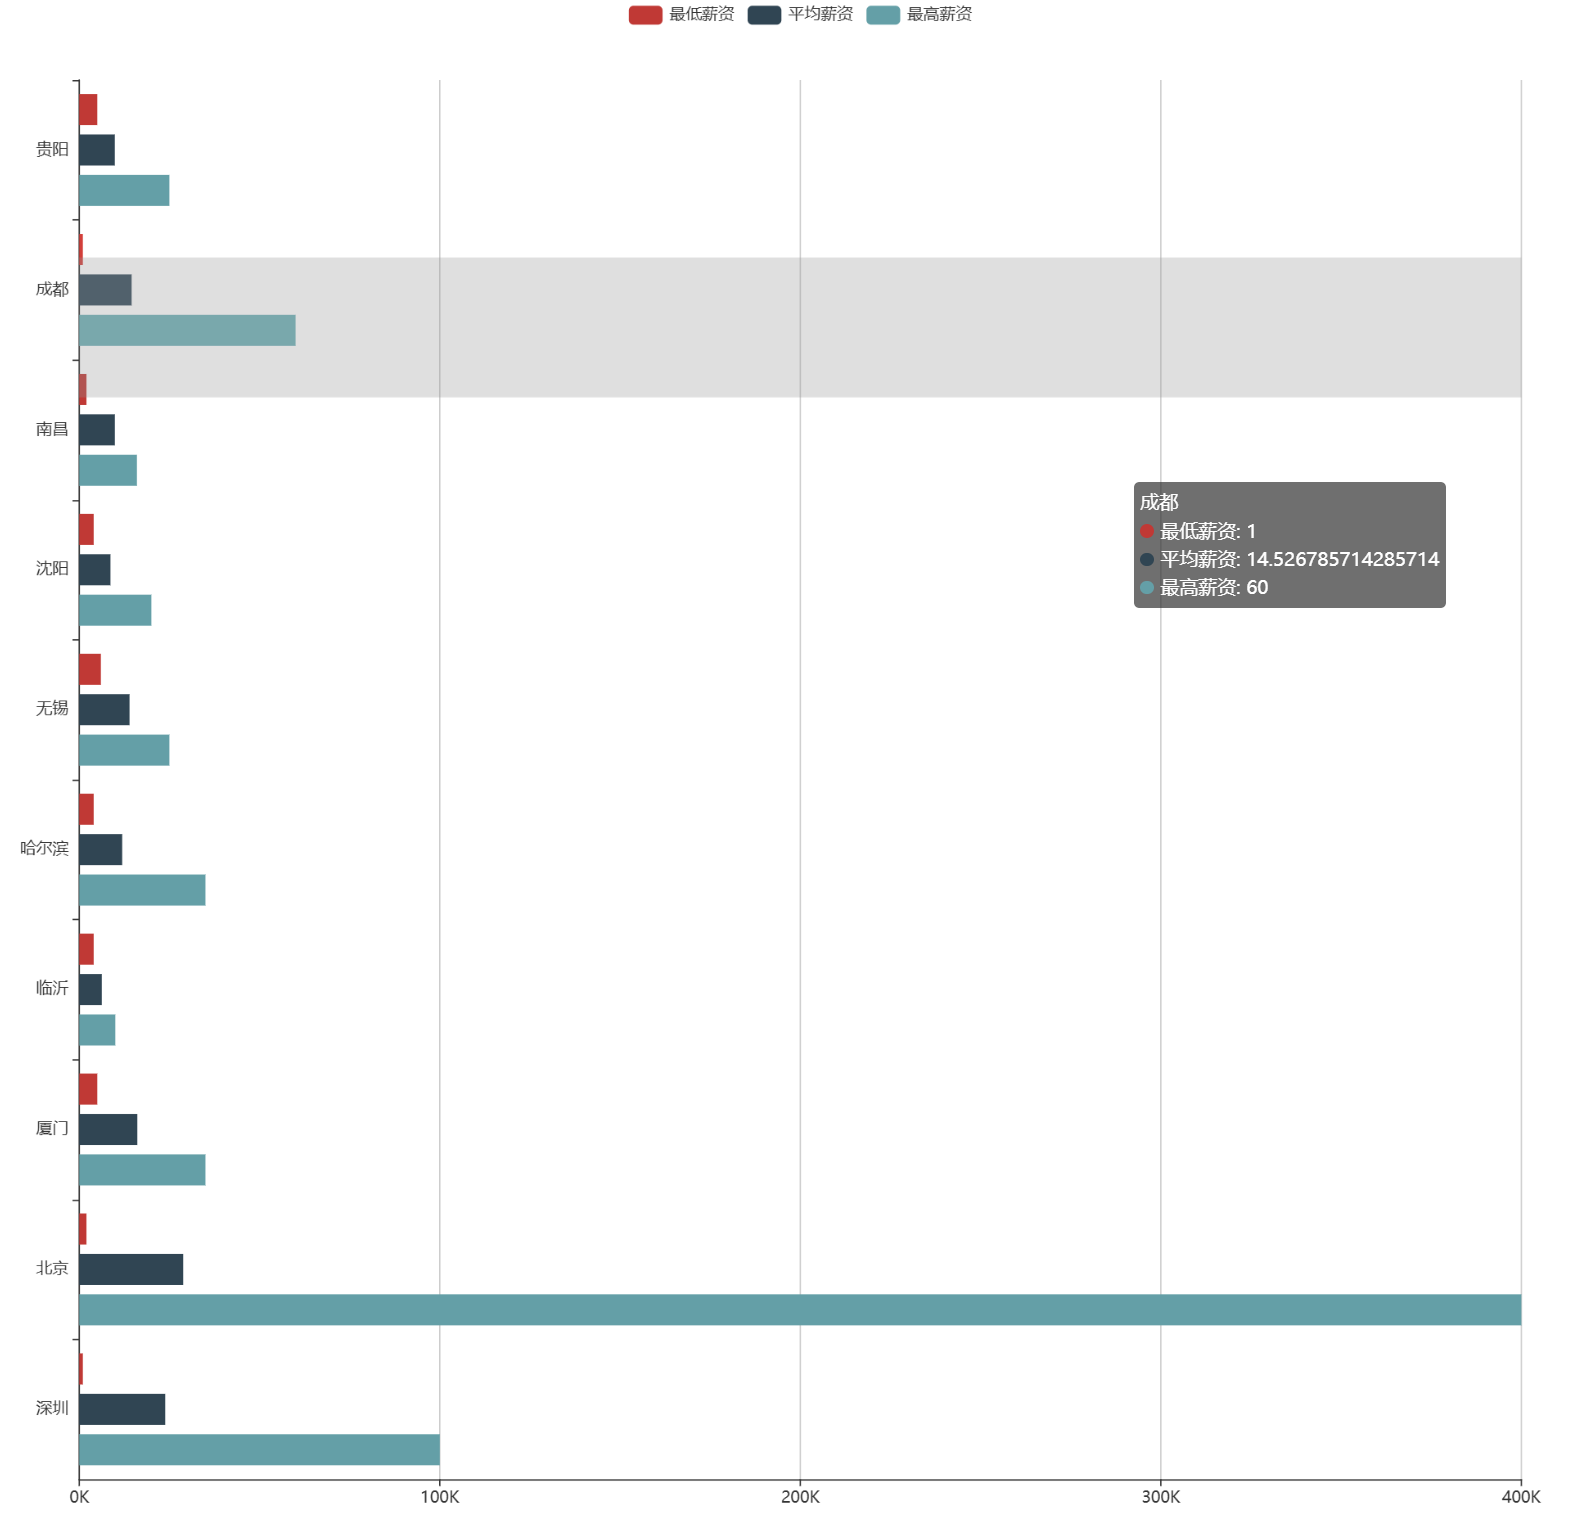 最低薪资 平均薪资 最高薪资
贵阳
成都
南昌
成都
最低薪资: 1
平均薪资: 14.526785714285714
最高薪资: 60
沈阳
无锡
哈尔滨
临沂
厦门
北京
深圳
0K 100K 200K 300K 400K